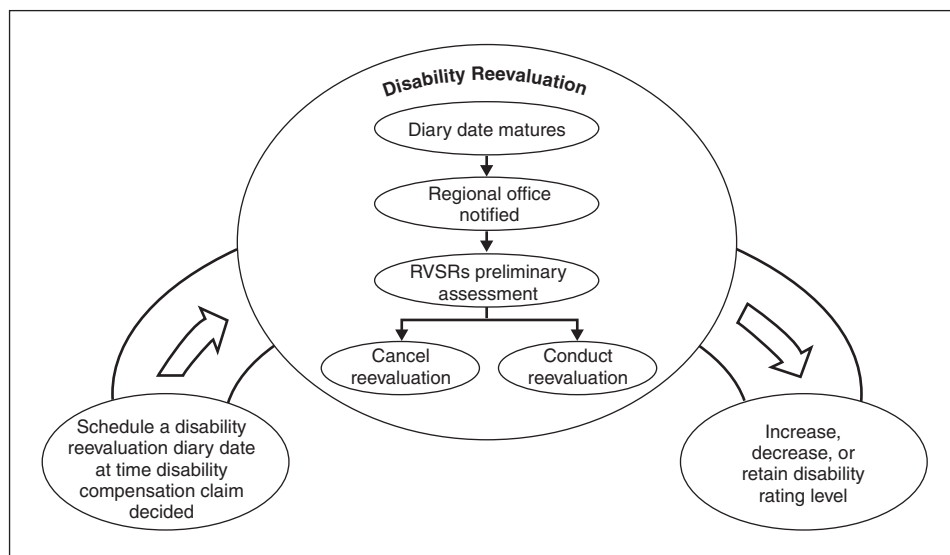 Disability Reevaluation
Diary date matures
Regional office
notified
RVSRs preliminary
assessment
Cancel
reevaluation
Conduct
reevaluation
Schedule a disability
reevaluation diary date
at time disability
compensation claim
decided
Increase,
decrease, or
retain disability
rating level